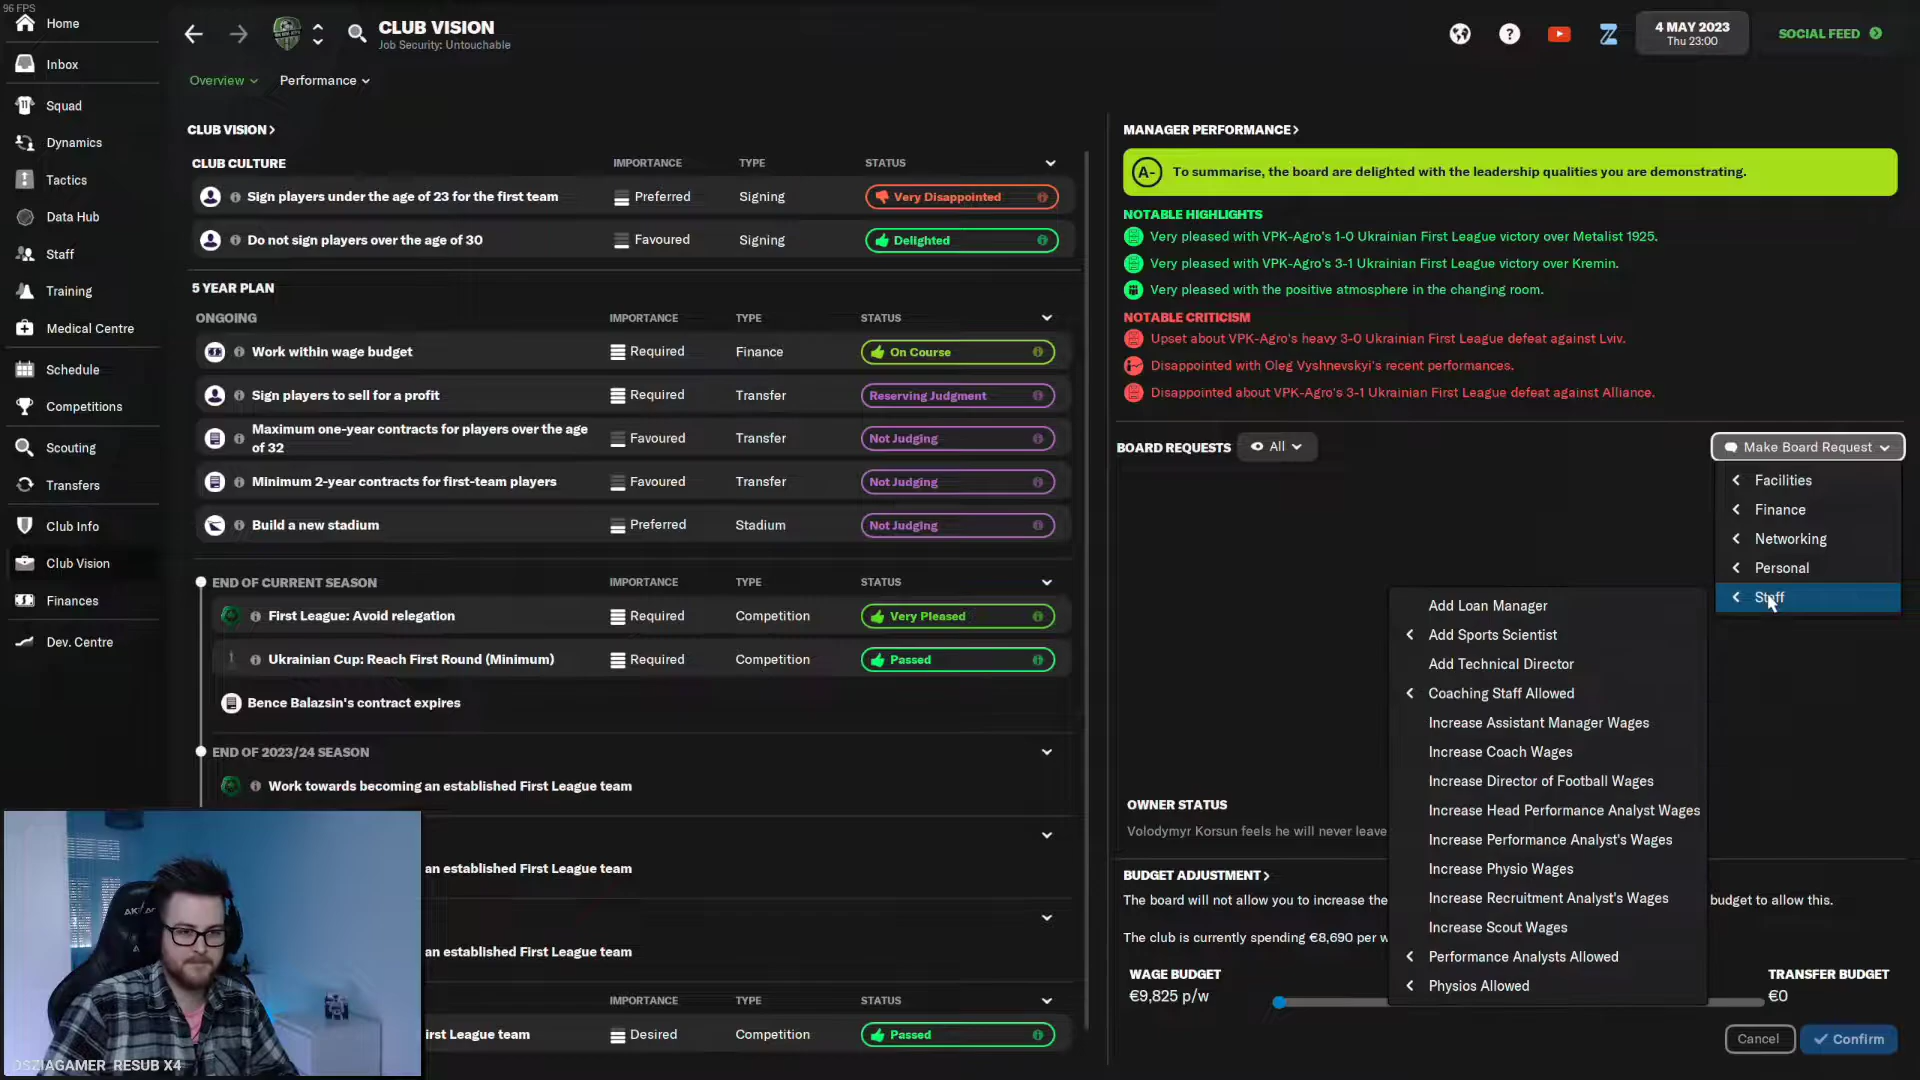 96 FPS
Home
Inbox
Squad
Dynamics
Tactics
Data Hub
Staff
Training
Medical Centre
Schedule
Competitions
Scouting
Transfers
Club Info
Club Vision
Finances
Dev. Centre
CLUB VISION
Job Security: Untouchable
4 MAY 2023
Thu 23:00
SOCIAL FEED
Overview
Performance
CLUB VISION
CLUB CULTURE IMPORTANCE TYPE STATUS
Sign players under the age of 23 for the first team Preferred Signing Very Disappointed
Do not sign players over the age of 30 Favoured Signing Delighted
5 YEAR PLAN
ONGOING IMPORTANCE TYPE STATUS
Work within wage budget Required Finance On Course
Sign players to sell for a profit Required Transfer Reserving Judgment
Maximum one-year contracts for players over the age
of 32 Favoured Transfer Not Judging
Minimum 2-year contracts for first-team players Favoured Transfer Not Judging
Build a new stadium Preferred Stadium Not Judging
END OF CURRENT SEASON IMPORTANCE TYPE STATUS
First League: Avoid relegation Required Competition Very Pleased
Ukrainian Cup: Reach First Round (Minimum) Required Competition Passed
Bence Balazsin's contract expires
END OF 2023/24 SEASON
Work towards becoming an established First League team
an established First League team
an established First League team
IMPORTANCE TYPE STATUS
irst League team Desired Competition Passed
MANAGER PERFORMANCE
A- To summarise, the board are delighted with the leadership qualities you are demonstrating.
NOTABLE HIGHLIGHTS
Very pleased with VPK-Agro's 1-0 Ukrainian First League victory over Metalist 1925.
Very pleased with VPK-Agro's 3-1 Ukrainian First League victory over Kremin.
Very pleased with the positive atmosphere in the changing room.
NOTABLE CRITICISM
Upset about VPK-Agro's heavy 3-0 Ukrainian First League defeat against Lviv.
Disappointed with Oleg Vyshnevskyi's recent performances.
Disappointed about VPK-Agro's 3-1 Ukrainian First League defeat against Alliance.
BOARD REQUESTS All Make Board Request
Facilities
Finance
Networking
Personal
Staff
Add Loan Manager
Add Sports Scientist
Add Technical Director
Coaching Staff Allowed
Increase Assistant Manager Wages
Increase Coach Wages
Increase Director of Football Wages
Increase Head Performance Analyst Wages
Increase Performance Analyst's Wages
Increase Physio Wages
Increase Recruitment Analyst's Wages
Increase Scout Wages
Performance Analysts Allowed
Physios Allowed
OWNER STATUS
Volodymyr Korsun feels he will never leave
BUDGET ADJUSTMENT
The board will not allow you to increase the budget to allow this.
The club is currently spending €8,690 per w
WAGE BUDGET
€9,825 p/w
TRANSFER BUDGET
€0
Cancel
Confirm
RESUB X4